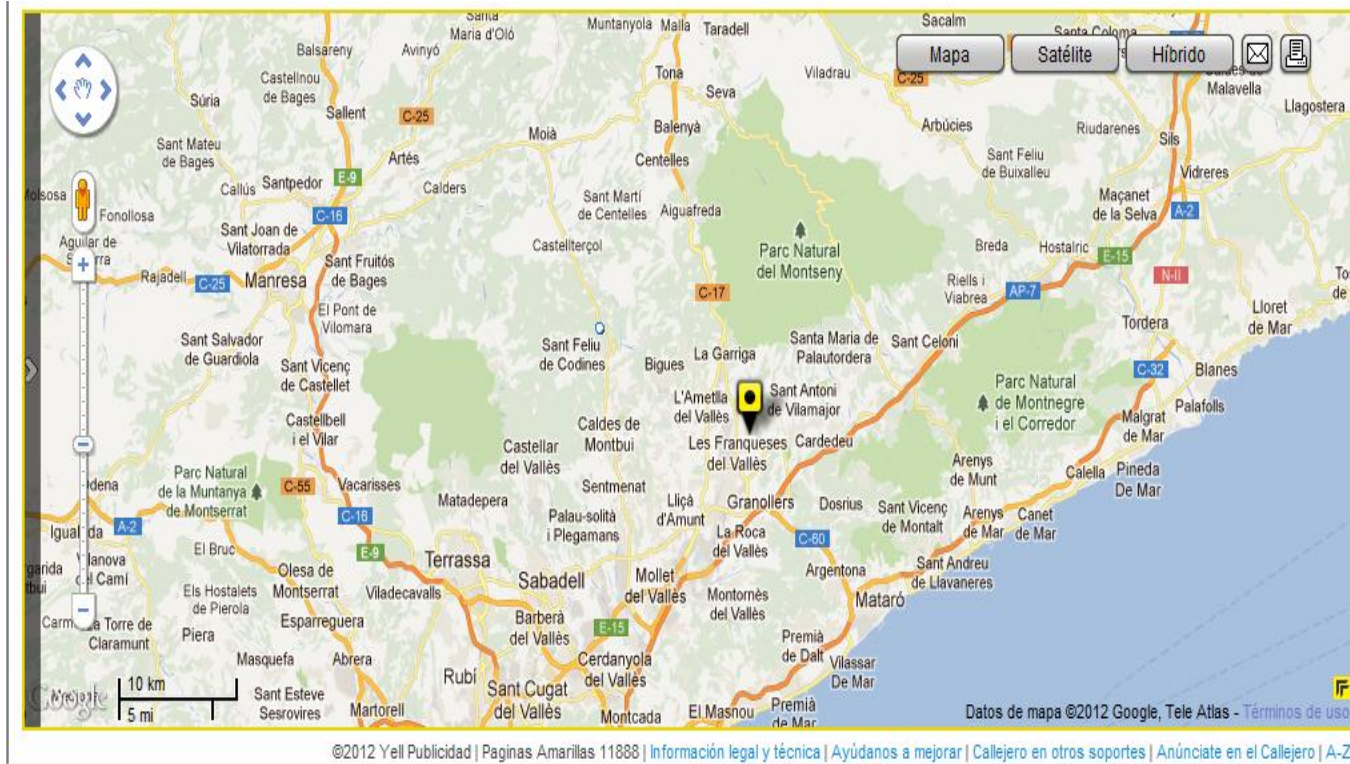 Santa
Maria d'Oló
Muntanyola
Malla
Taradell
Sacalm
Santa Coloma
Mapa
Satélite
Híbrido
Balsareny
Avinyó
Castellnou
de Bages
Tona
Viladrau
C-25
Malavella
Súria
Sallent
C-25
Seva
Llagostera
Moià
Balenyà
Arbúcies
Riudarenes
Sils
Sant Mateu
de Bages
Artés
Centelles
Sant Feliu
de Buixalleu
Vidreres
Callús
Santpedor
E-9
Calders
Fonollosa
C-16
Sant Martí
de Centelles
Aiguafreda
Maçanet
de la Selva
A-2
Aguilar de
Sant Joan de
Vilatorrada
Castellterçol
Parc Natural
del Montseny
Breda
Hostalric
E-15
Rajadell
C-25
Manresa
Sant Fruitós
de Bages
C-17
Riells i
Viabrea
AP-7
N-II
Lloret
de Mar
El Pont de
Vilomara
Tordera
Sant Salvador
de Guardiola
Sant Feliu
de Codines
Bigues
La Garriga
Santa Maria de
Palautordera
Sant Celoni
Sant Vicenç
de Castellet
C-32
Blanes
L'Ametlla
del Vallès
Sant Antoni
de Vilamajor
Parc Natural
de Montnegre
i el Corredor
Palafolls
Castellbell
i el Vilar
Caldes de
Montbui
Malgrat
de Mar
Castellar
del Vallès
Les Franqueses
del Vallès
Cardedeu
Parc Natural
de la Muntanya
de Montserrat
C-55
Vacarisses
Sentmenat
Arenys
de Munt
Calella
Pineda
De Mar
Matadepera
Lliçà
d'Amunt
Granollers
Dosrius
Sant Vicenç
de Montalt
Arenys
de Mar
Canet
de Mar
A-2
C-16
Palau-solità
i Plegamans
La Roca
del Vallès
C-60
El Bruc
E-9
Terrassa
Sabadell
Mollet
del Vallès
Argentona
Sant Andreu
de Llavaneres
Olesa de
Montserrat
Viladecavalls
Montornès
del Vallès
Mataró
Els Hostalets
de Pierola
Esparreguera
Barberà
del Vallès
E-15
La Torre de
Claramunt
Piera
Premià
de Dalt
Masquefa
Abrera
Cerdanyola
del Vallès
Vilassar
De Mar
Rubí
10 km
5 mi
Google
Sant Esteve
Sesrovires
Martorell
Sant Cugat
del Vallès
Montcada
El Masnou
Premià
de Mar
Datos de mapa ©2012 Google, Tele Atlas - Términos de uso
©2012 Yell Publicidad | Paginas Amarillas 11888 | Información legal y técnica | Ayúdanos a mejorar | Callejero en otros soportes | Anúnciate en el Callejero | A-Z